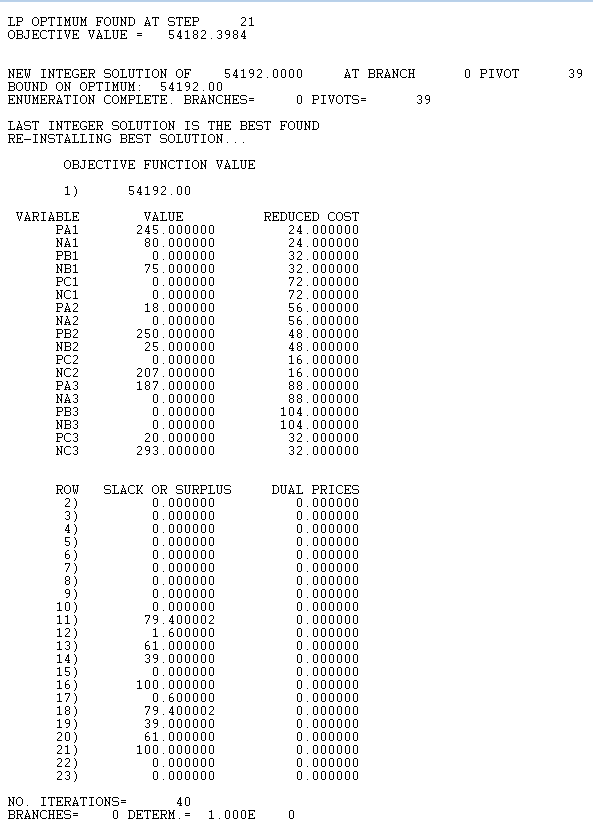 LP OPTIMUM FOUND AT STEP     21
OBJECTIVE VALUE =   54182.3984
NEW INTEGER SOLUTION OF    54192.0000     AT BRANCH      0 PIVOT      39
BOUND ON OPTIMUM:  54192.00
ENUMERATION COMPLETE. BRANCHES=     0 PIVOTS=      39
LAST INTEGER SOLUTION IS THE BEST FOUND
RE-INSTALLING BEST SOLUTION...
OBJECTIVE FUNCTION VALUE
1)      54192.00
VARIABLE        VALUE          REDUCED COST
PA1       245.000000         24.000000
NA1        80.000000         24.000000
PB1         0.000000         32.000000
NB1        75.000000         32.000000
PC1         0.000000         72.000000
NC1         0.000000         72.000000
PA2        18.000000         56.000000
NA2         0.000000         56.000000
PB2       250.000000         48.000000
NB2        25.000000         48.000000
PC2         0.000000         16.000000
NC2       207.000000         16.000000
PA3       187.000000         88.000000
NA3         0.000000         88.000000
PB3         0.000000        104.000000
NB3         0.000000        104.000000
PC3        20.000000         32.000000
NC3       293.000000         32.000000
ROW   SLACK OR SURPLUS     DUAL PRICES
2)         0.000000          0.000000
3)         0.000000          0.000000
4)         0.000000          0.000000
5)         0.000000          0.000000
6)         0.000000          0.000000
7)         0.000000          0.000000
8)         0.000000          0.000000
9)         0.000000          0.000000
10)         0.000000          0.000000
11)        79.400002          0.000000
12)         1.600000          0.000000
13)        61.000000          0.000000
14)        39.000000          0.000000
15)         0.000000          0.000000
16)       100.000000          0.000000
17)         0.600000          0.000000
18)        79.400002          0.000000
19)        39.000000          0.000000
20)        61.000000          0.000000
21)       100.000000          0.000000
22)         0.000000          0.000000
23)         0.000000          0.000000
NO. ITERATIONS=      40
BRANCHES=    0 DETERM.=  1.000E    0